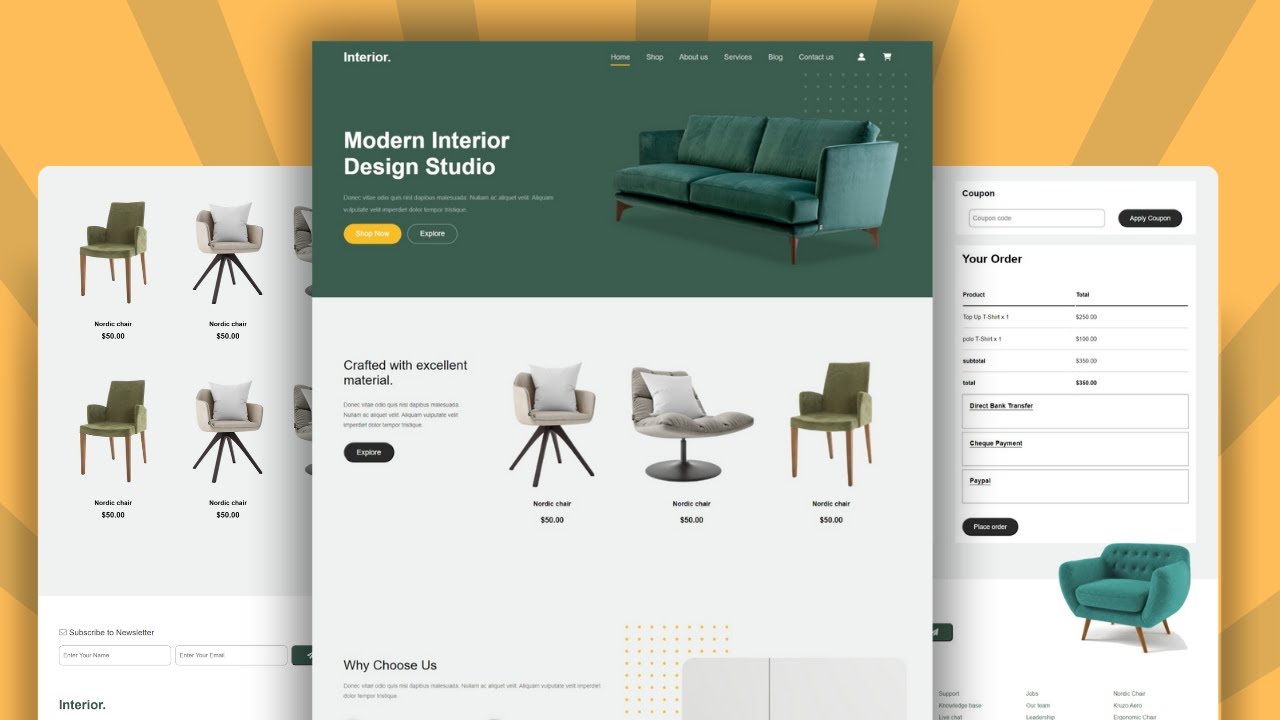 Interior.
Home Shop About us Services Blog Contact us
Modern Interior
Design Studio
Donec vitae odio quis nisl dapibus malesuada. Nullam ac aliquet velit. Aliquam
vulputate velit imperdiet dolor tempor tristique.
Shop Now Explore
Crafted with excellent
material.
Donec vitae odio quis nisl dapibus malesuada.
Nullam ac aliquet velit. Aliquam vulputate velit
imperdiet dolor tempor tristique.
Explore
Nordic chair
$50.00
Nordic chair
$50.00
Nordic chair
$50.00
Why Choose Us
Donec vitae odio quis nisl dapibus malesuada. Nullam ac aliquet velit. Aliquam vulputate velit imperdiet
dolor tempor tristique.
Nordic chair
$50.00
Nordic chair
$50.00
Nordic chair
$50.00
Nordic chair
$50.00
Subscribe to Newsletter
Enter Your Name Enter Your Email
Interior.
Coupon
Coupon code Apply Coupon
Your Order
Product Total
Top Up T-Shirt x 1 $250.00
polo T-Shirt x 1 $100.00
subtotal $350.00
total $350.00
Direct Bank Transfer
Cheque Payment
Paypal
Place order
Support Jobs Nordic Chair
Knowledge base Our team Kruzo Aero
Live chat Leadership Ergonomic Chair